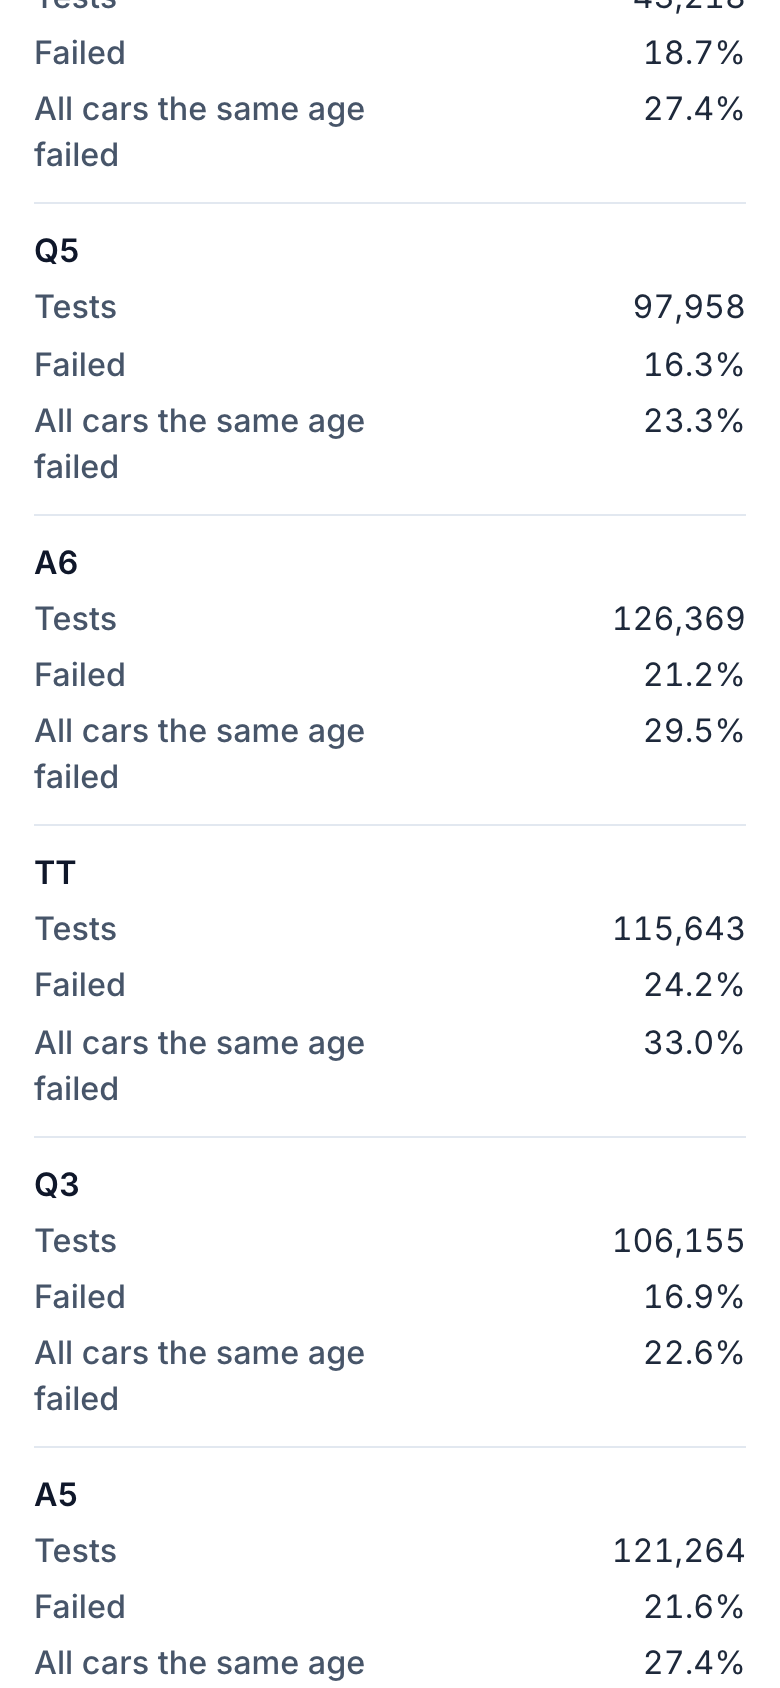 Tests 43,218
Failed 18.7%
All cars the same age 27.4%
failed
Q5
Tests 97,958
Failed 16.3%
All cars the same age 23.3%
failed
A6
Tests 126,369
Failed 21.2%
All cars the same age 29.5%
failed
TT
Tests 115,643
Failed 24.2%
All cars the same age 33.0%
failed
Q3
Tests 106,155
Failed 16.9%
All cars the same age 22.6%
failed
A5
Tests 121,264
Failed 21.6%
All cars the same age 27.4%